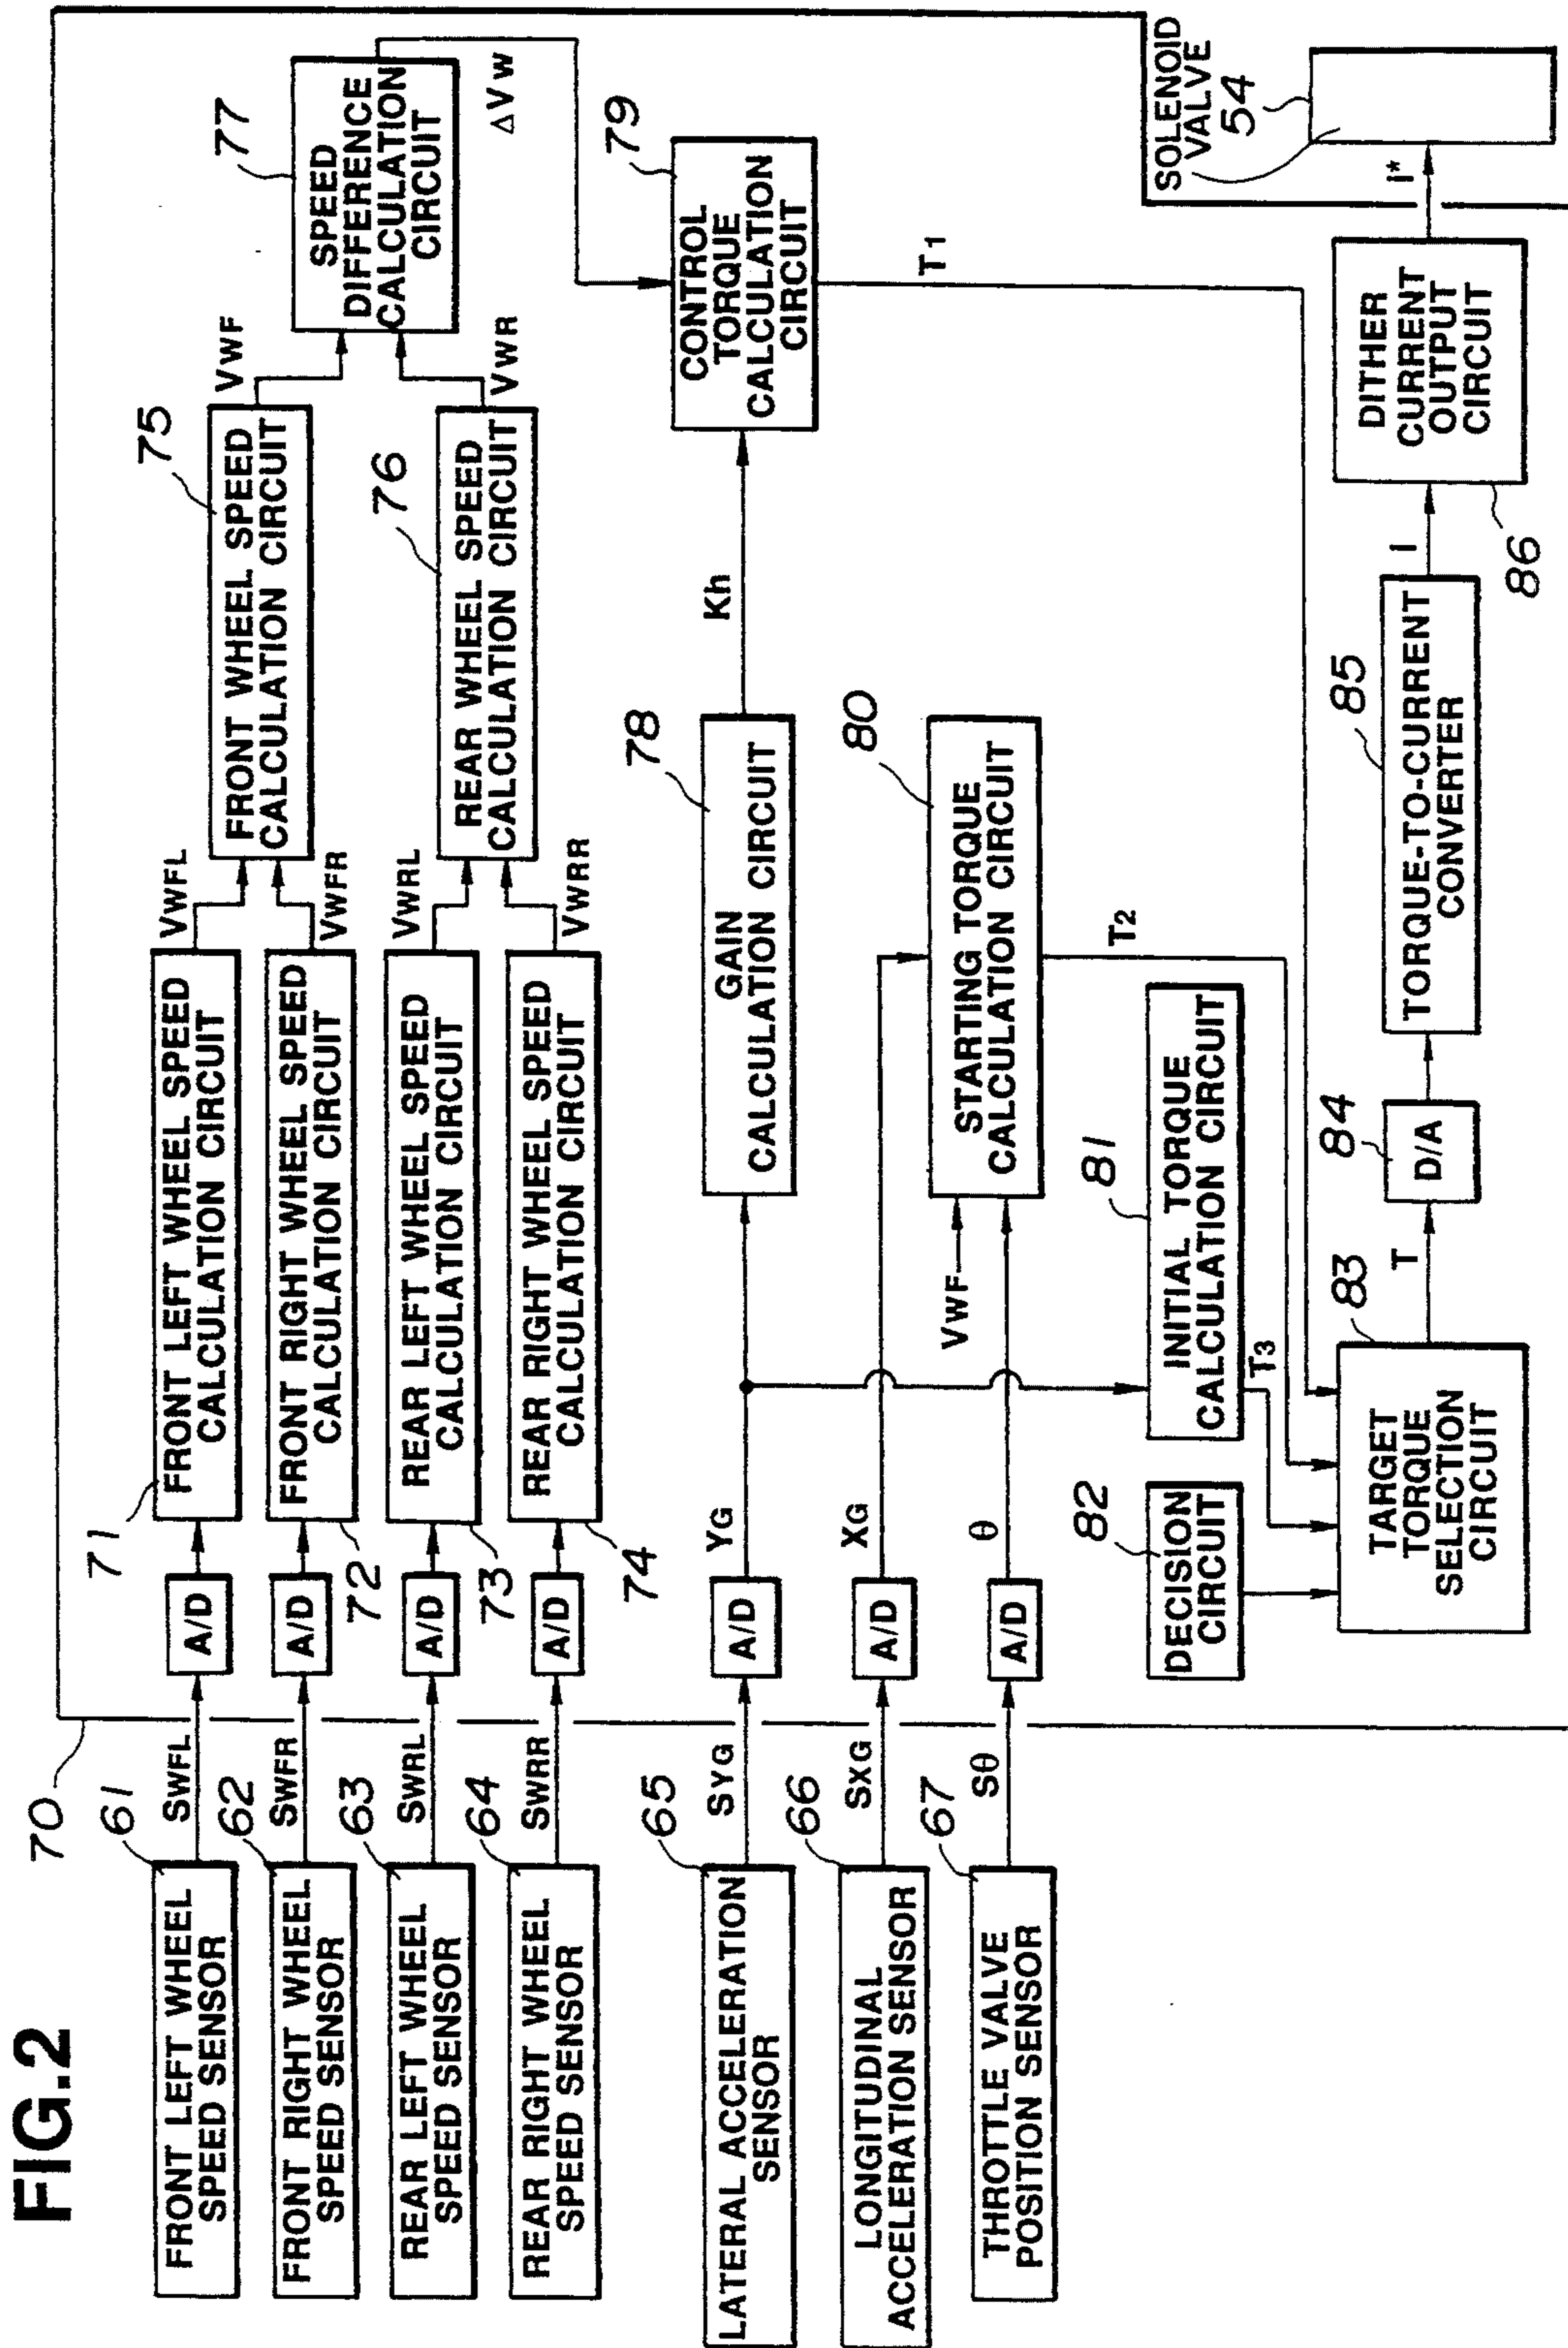 FIG.2
70
61
FRONT LEFT WHEEL
SPEED SENSOR
SWFL
A/D
71
FRONT LEFT WHEEL SPEED
CALCULATION CIRCUIT
VWFL
62
FRONT RIGHT WHEEL
SPEED SENSOR
SWFR
A/D
72
FRONT RIGHT WHEEL SPEED
CALCULATION CIRCUIT
VWFR
75
FRONT WHEEL SPEED
CALCULATION CIRCUIT
VWF
63
REAR LEFT WHEEL
SPEED SENSOR
SWRL
A/D
73
REAR LEFT WHEEL SPEED
CALCULATION CIRCUIT
VWRL
64
REAR RIGHT WHEEL
SPEED SENSOR
SWRR
A/D
74
REAR RIGHT WHEEL SPEED
CALCULATION CIRCUIT
VWRR
76
REAR WHEEL SPEED
CALCULATION CIRCUIT
VWR
77
SPEED
DIFFERENCE
CALCULATION
CIRCUIT
ΔVW
65
LATERAL ACCELERATION
SENSOR
SYG
A/D
YG
78
GAIN
CALCULATION CIRCUIT
Kh
79
CONTROL
TORQUE
CALCULATION
CIRCUIT
T1
66
LONGITUDINAL
ACCELERATION SENSOR
SXG
A/D
XG
67
THROTTLE VALVE
POSITION SENSOR
Sθ
A/D
θ
VWF
80
STARTING TORQUE
CALCULATION CIRCUIT
T2
81
INITIAL TORQUE
CALCULATION CIRCUIT
T3
82
DECISION
CIRCUIT
83
TARGET
TORQUE
SELECTION
CIRCUIT
T
84
D/A
85
TORQUE-TO-CURRENT
CONVERTER
I
86
DITHER
CURRENT
OUTPUT
CIRCUIT
i*
SOLENOID
VALVE
54